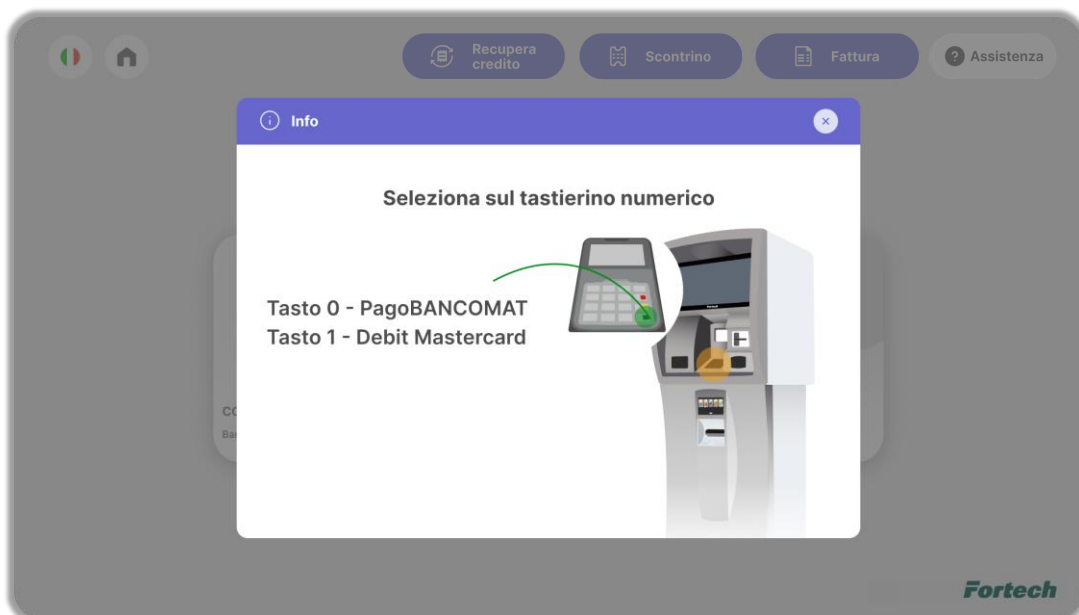 Recupera
credito
Scontrino
Fattura
Assistenza
Info
Seleziona sul tastierino numerico
Tasto 0 - PagoBANCOMAT
Tasto 1 - Debit Mastercard
Fortech